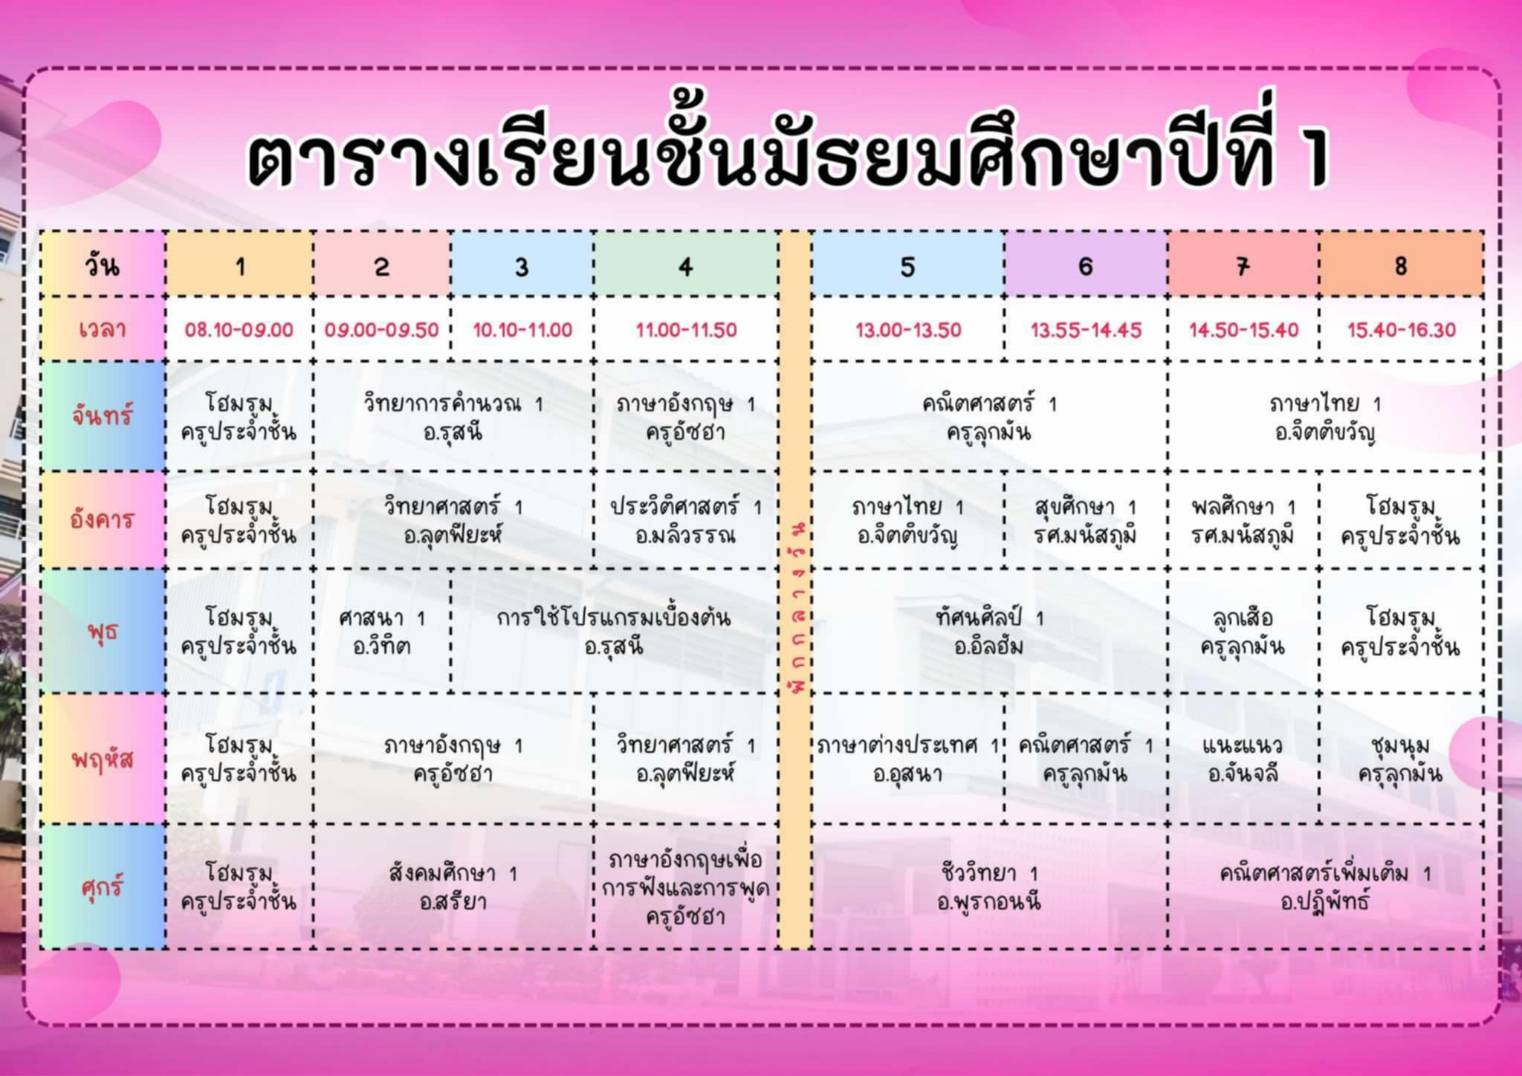 ตารางเรียนชั้นมัธยมศึกษาปีที่ 1
วัน 1 2 3 4 5 6 7 8
เวลา 08.10-09.00 09.00-09.50 10.10-11.00 11.00-11.50 13.00-13.50 13.55-14.45 14.50-15.40 15.40-16.30
พักกลางวัน
จันทร์
โฮมรูม
ครูประจำชั้น
วิทยาการคำนวณ 1
อ.รุสนี
ภาษาอังกฤษ 1
ครูอัซฮา
คณิตศาสตร์ 1
ครูลุกมัน
ภาษาไทย 1
อ.จิตติขวัญ
อังคาร
โฮมรูม
ครูประจำชั้น
วิทยาศาสตร์ 1
อ.ลุตฟียะห์
ประวิติศาสตร์ 1
อ.มลิวรรณ
ภาษาไทย 1
อ.จิตติขวัญ
สุขศึกษา 1
รศ.มนัสภูมิ
พลศึกษา 1
รศ.มนัสภูมิ
โฮมรูม
ครูประจำชั้น
พุธ
โฮมรูม
ครูประจำชั้น
ศาสนา 1
อ.วิทิต
การใช้โปรแกรมเบื้องต้น
อ.รุสนี
ทัศนศิลป์ 1
อ.อิลฮัม
ลูกเสือ
ครูลุกมัน
โฮมรูม
ครูประจำชั้น
พฤหัส
โฮมรูม
ครูประจำชั้น
ภาษาอังกฤษ 1
ครูอัซฮา
วิทยาศาสตร์ 1
อ.ลุตฟียะห์
ภาษาต่างประเทศ 1
อ.อุสนา
คณิตศาสตร์ 1
ครูลุกมัน
แนะแนว
อ.จันจลี
ชุมนุม
ครุลุกมัน
ศุกร์
โฮมรูม
ครูประจำชั้น
สังคมศึกษา 1
อ.สรียา
ภาษาอังกฤษเพื่อ
การฟังและการพูด
ครูอัซฮา
ชีววิทยา 1
อ.พูรกอนนี
คณิตศาสตร์เพิ่มเติม 1
อ.ปฏิพัทธ์